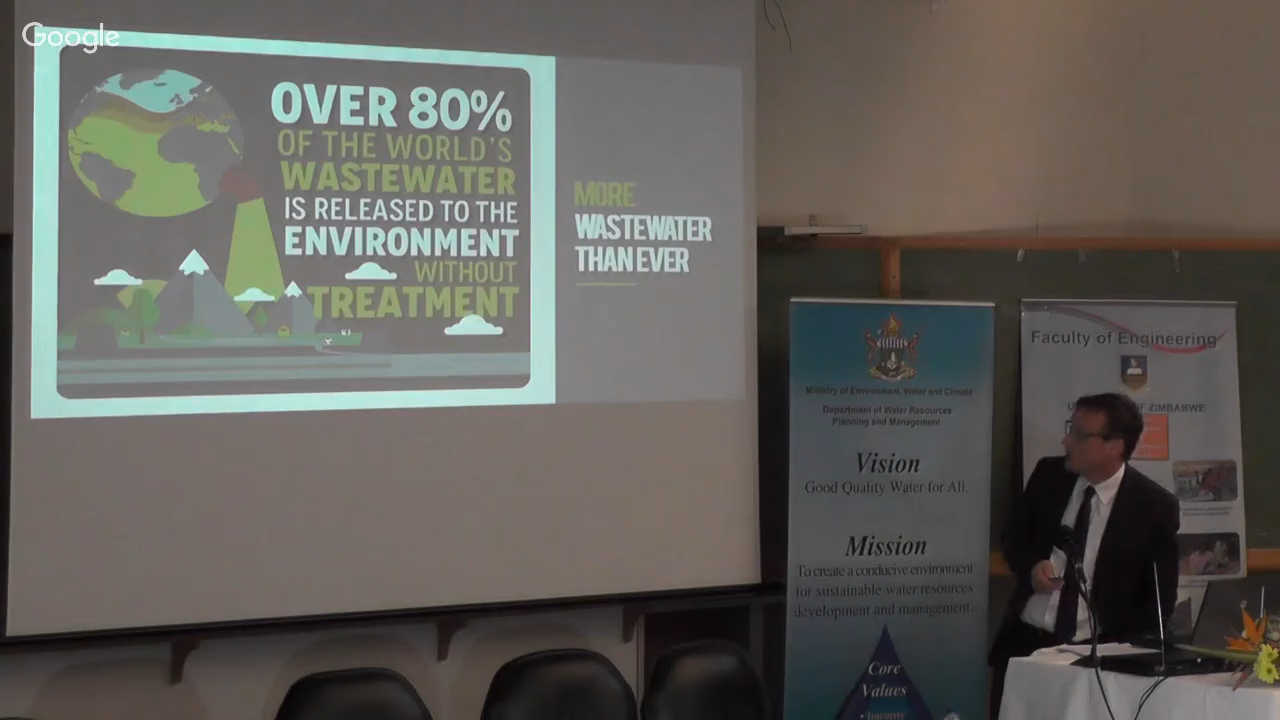 Google
OVER 80%
OF THE WORLD'S
WASTEWATER
IS RELEASED TO THE
ENVIRONMENT
WITHOUT
TREATMENT
MORE
WASTEWATER
THAN EVER
Ministry of Environment, Water and Climate
Department of Water Resources
Planning and Management
Vision
Good Quality Water for All.
Mission
To create a conducive environment
for sustainable water resources
development and management.
Core
Values
• Integrity
Faculty of Engineering
OF ZIMBABWE